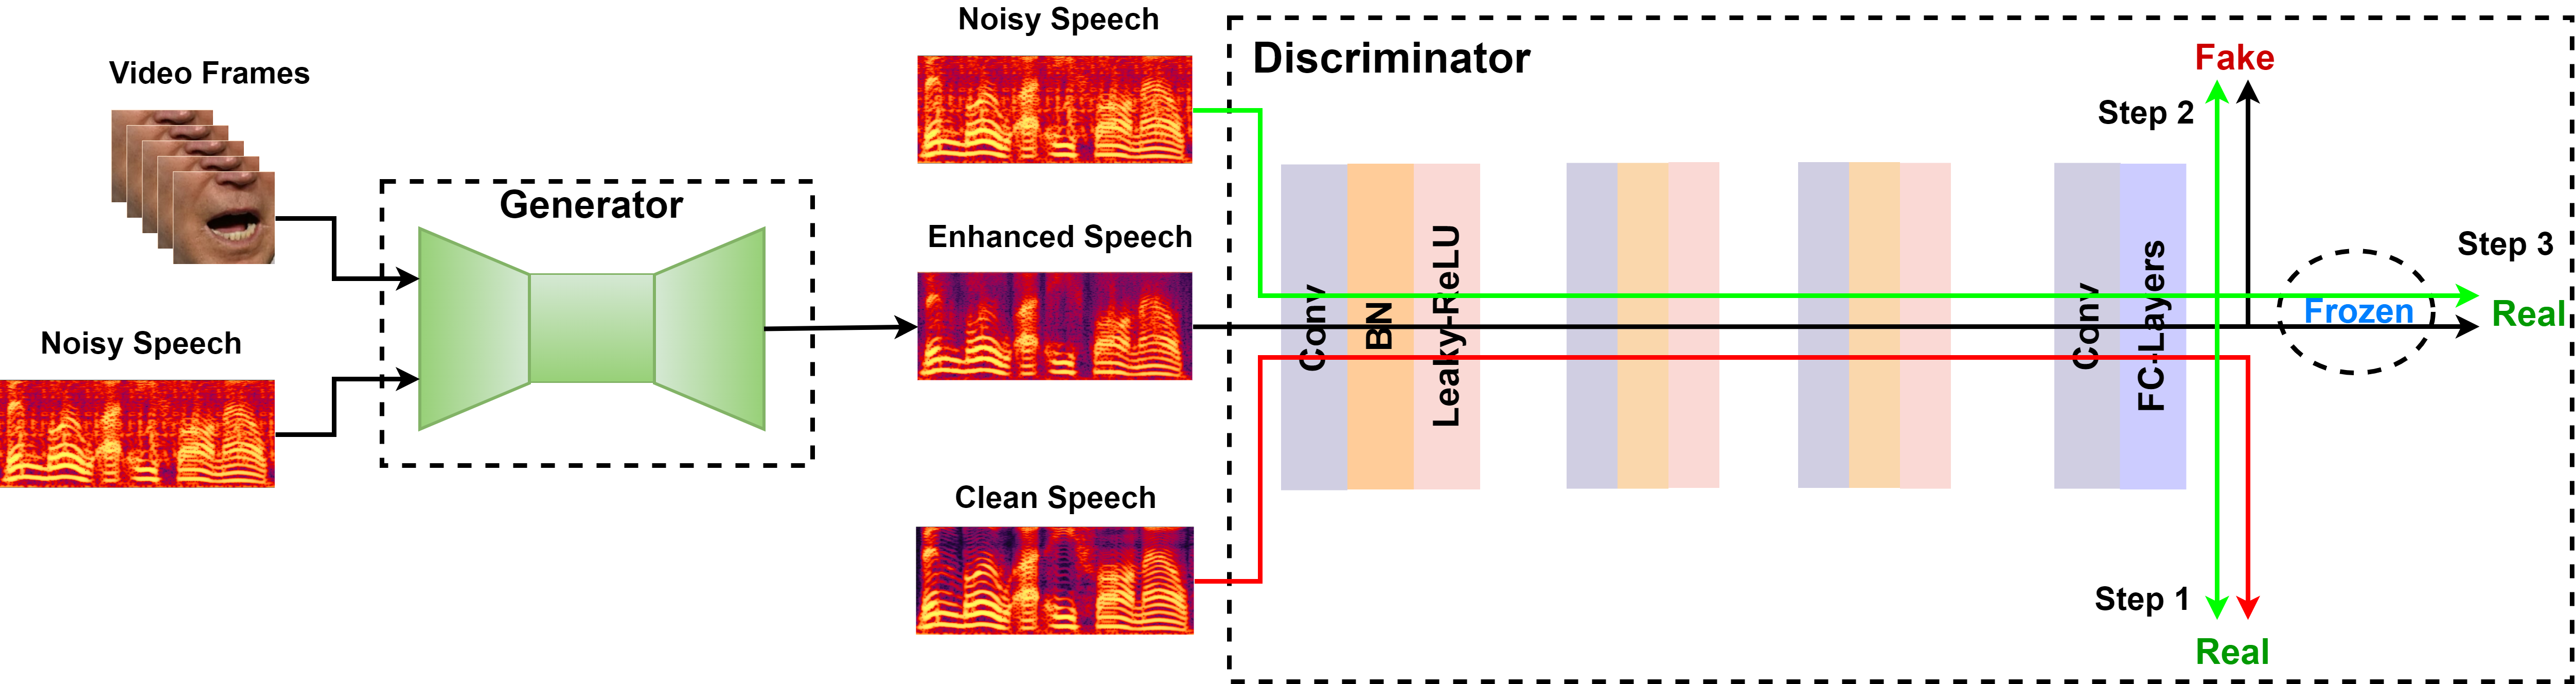 Video Frames
Noisy Speech
Generator
Noisy Speech
Enhanced Speech
Clean Speech
Discriminator
Conv
BN
Leaky-ReLU
Conv
FC-Layers
Fake
Step 2
Step 3
Frozen
Real
Step 1
Real